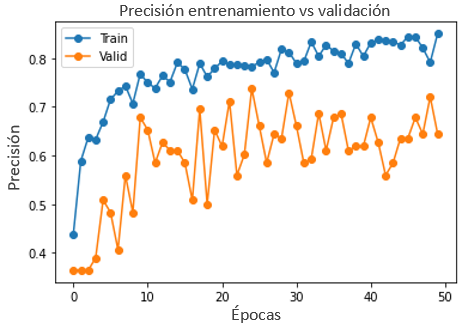 Precisión entrenamiento vs validación
Train
Valid
Precisión
0.8
0.7
0.6
0.5
0.4
0 10 20 30 40 50
Épocas